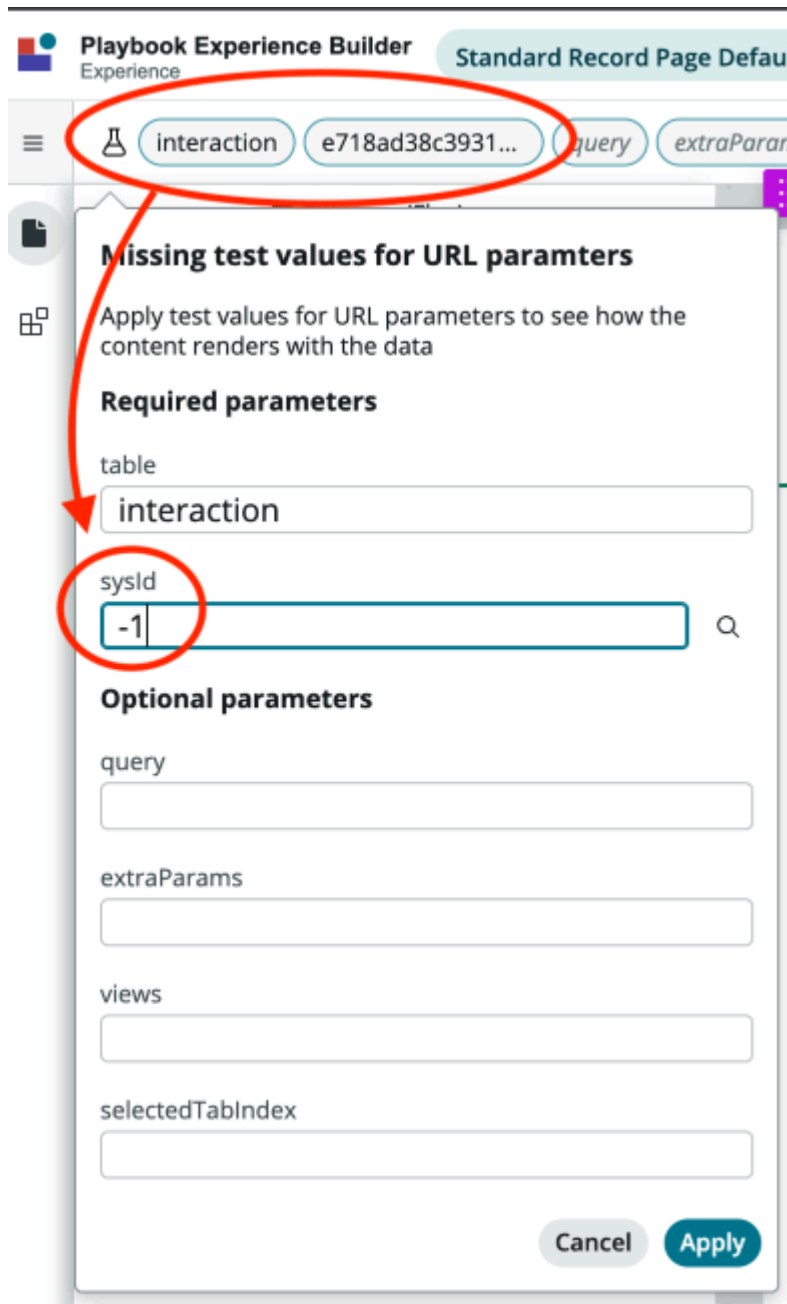 Playbook Experience Builder
Experience
Standard Record Page Defau
interaction e718ad38c3931... query extraParan
Missing test values for URL paramters
Apply test values for URL parameters to see how the
content renders with the data
Required parameters
table
interaction
sysId
-1
Optional parameters
query
extraParams
views
selectedTabIndex
Cancel Apply